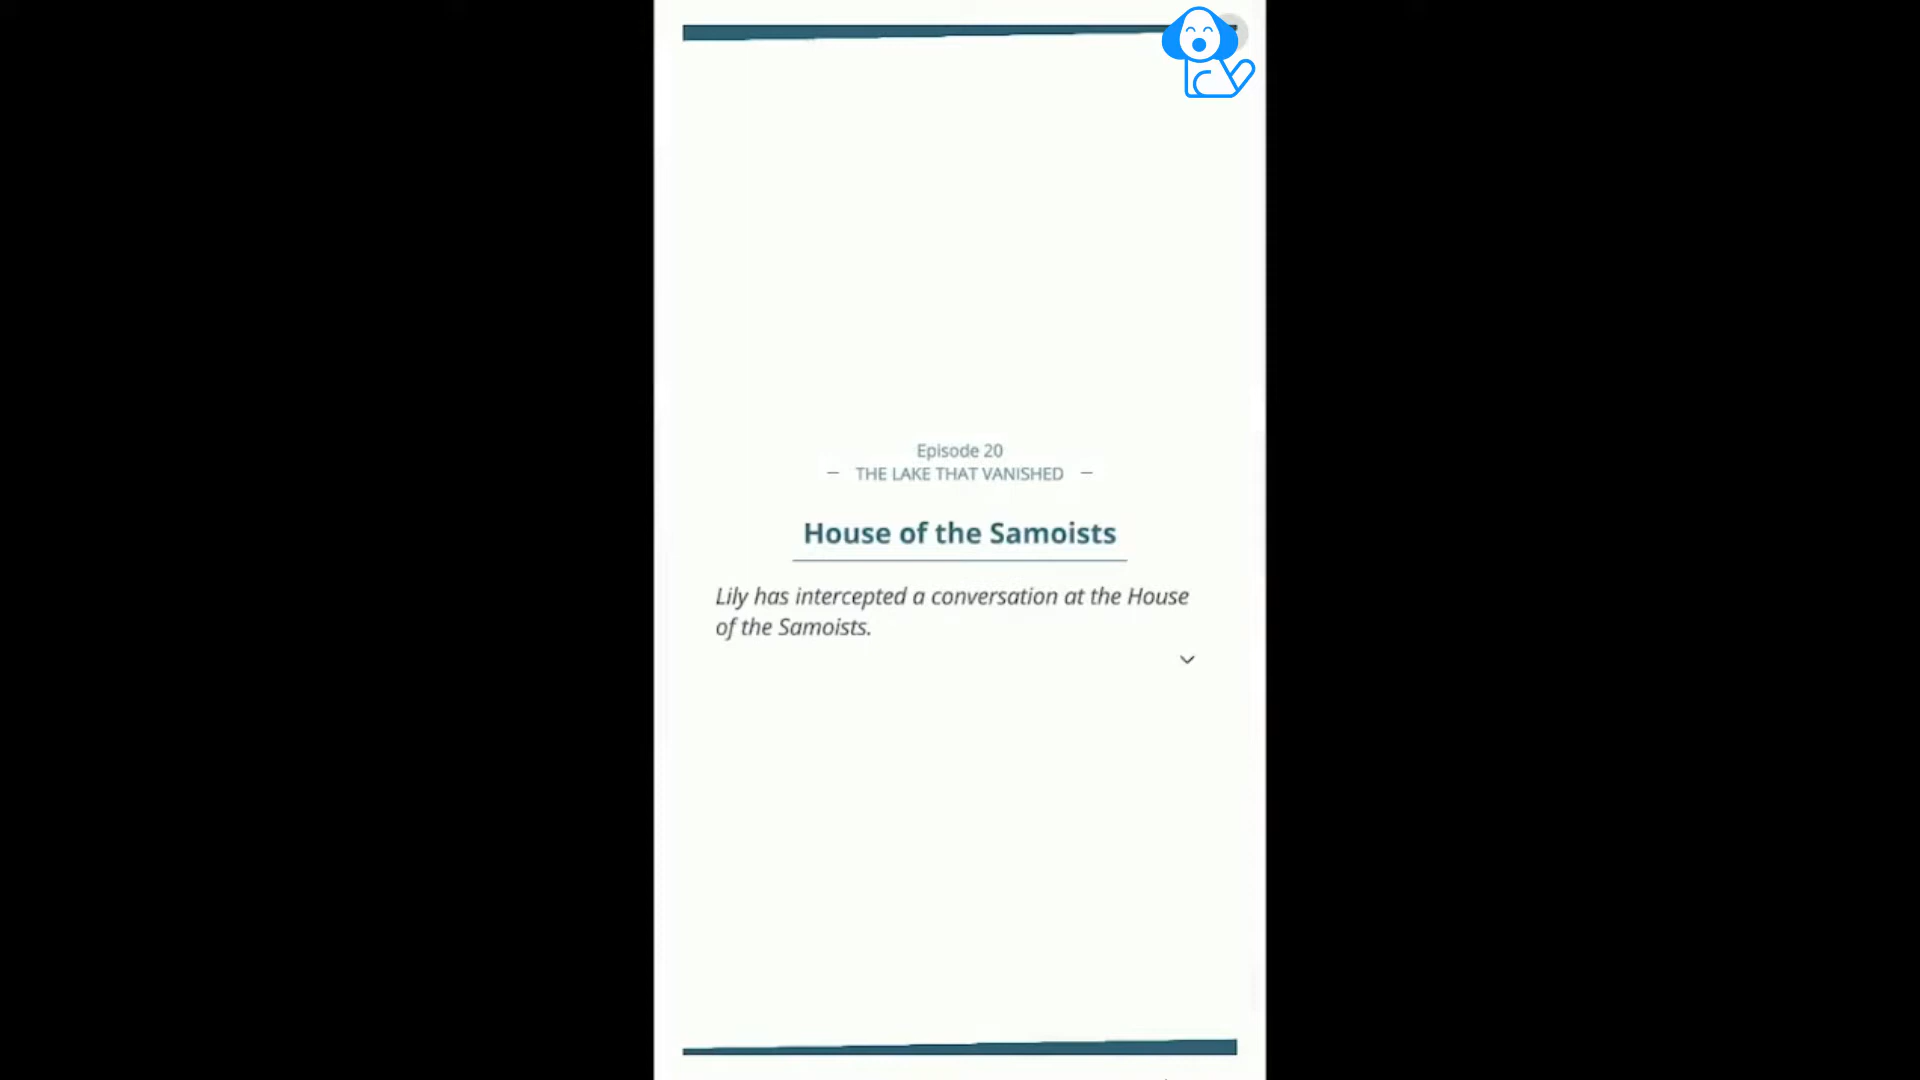 Episode 20
— THE LAKE THAT VANISHED —
House of the Samoists
Lily has intercepted a conversation at the House
of the Samoists.